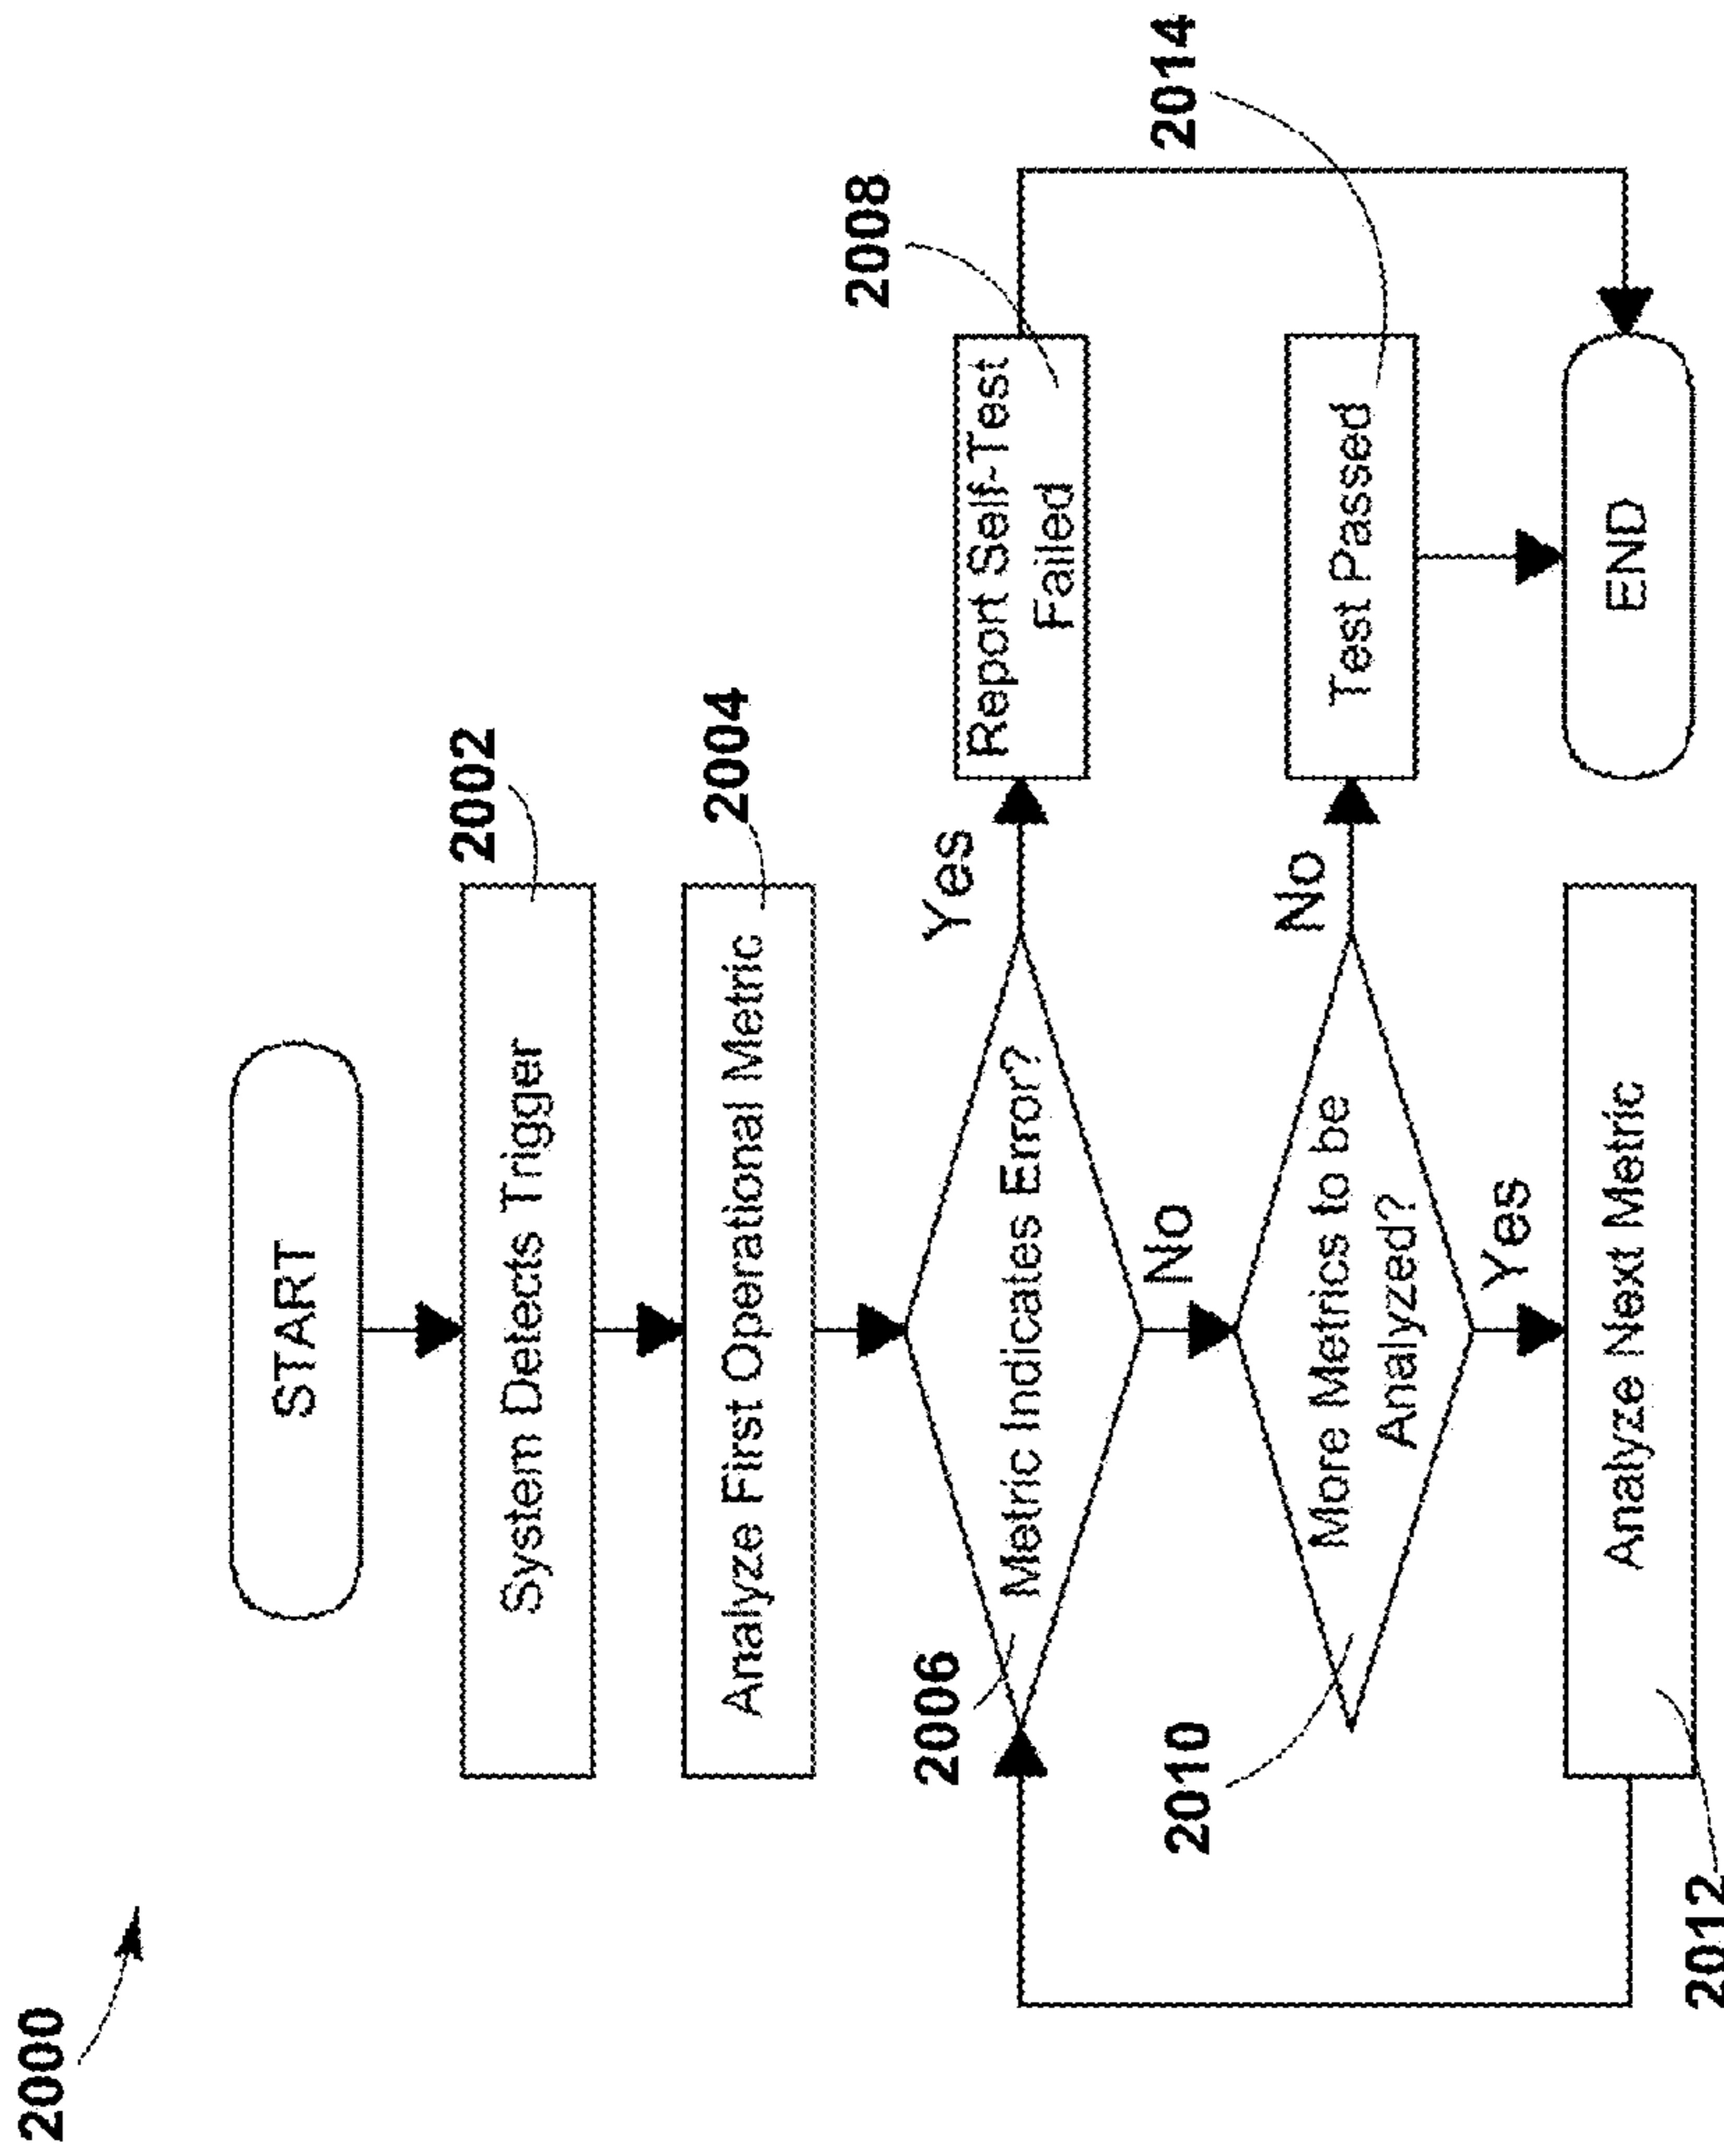 2000
START
System Detects Trigger
2002
Analyze First Operational Metric
2004
2006
Metric Indicates Error?
Yes
Report Self-Test
Failed
2008
No
2010
More Metrics to be
Analyzed?
No
Test Passed
2014
Yes
Analyze Next Metric
2012
END